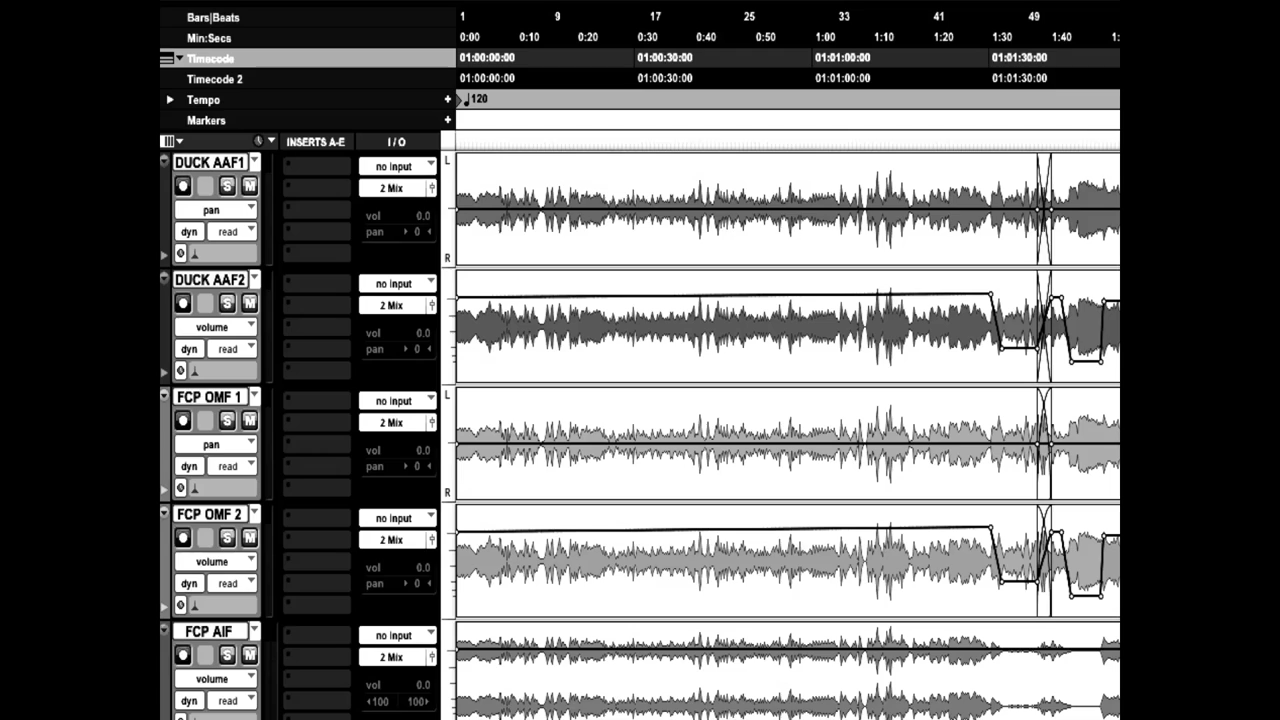 Bars|Beats 1 9 17 25 33 41 49
Min:Secs 0:00 0:10 0:20 0:30 0:40 0:50 1:00 1:10 1:20 1:30 1:40 1:
Timecode 01:00:00:00 01:00:30:00 01:01:00:00 01:01:30:00
Timecode 2 01:00:00:00 01:00:30:00 01:01:00:00 01:01:30:00
Tempo + 120
Markers +
INSERTS A-E I / O
DUCK AAF1 no input L
S M 2 Mix
pan vol 0.0
dyn read pan 0
R
DUCK AAF2 no input
S M 2 Mix
volume vol 0.0
dyn read pan 0
FCP OMF 1 no input L
S M 2 Mix
pan vol 0.0
dyn read pan 0
R
FCP OMF 2 no input
S M 2 Mix
volume vol 0.0
dyn read pan 0
FCP AIF no input
S M 2 Mix
volume vol 0.0
dyn read 100 100